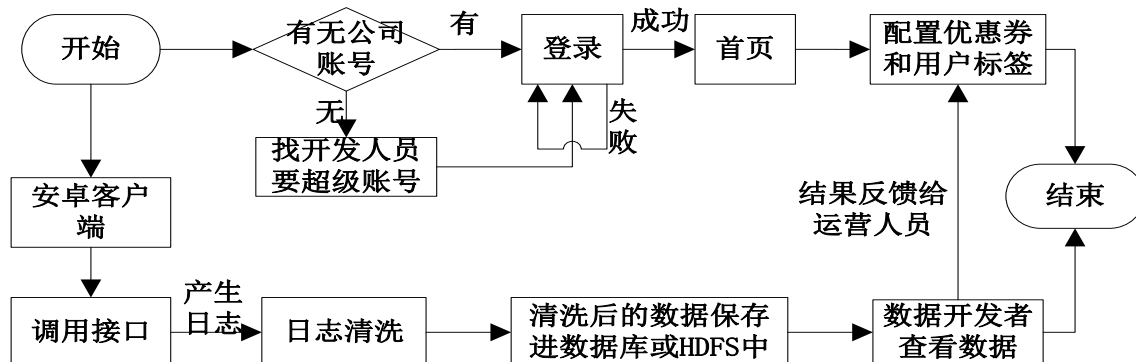 开始
有无公司
账号
有
登录
成功
首页
配置优惠券
和用户标签
无
失
败
找开发人员
要超级账号
安卓客户
端
结果反馈给
运营人员
结束
调用接口
产生
日志
日志清洗
清洗后的数据保存
进数据库或HDFS中
数据开发者
查看数据